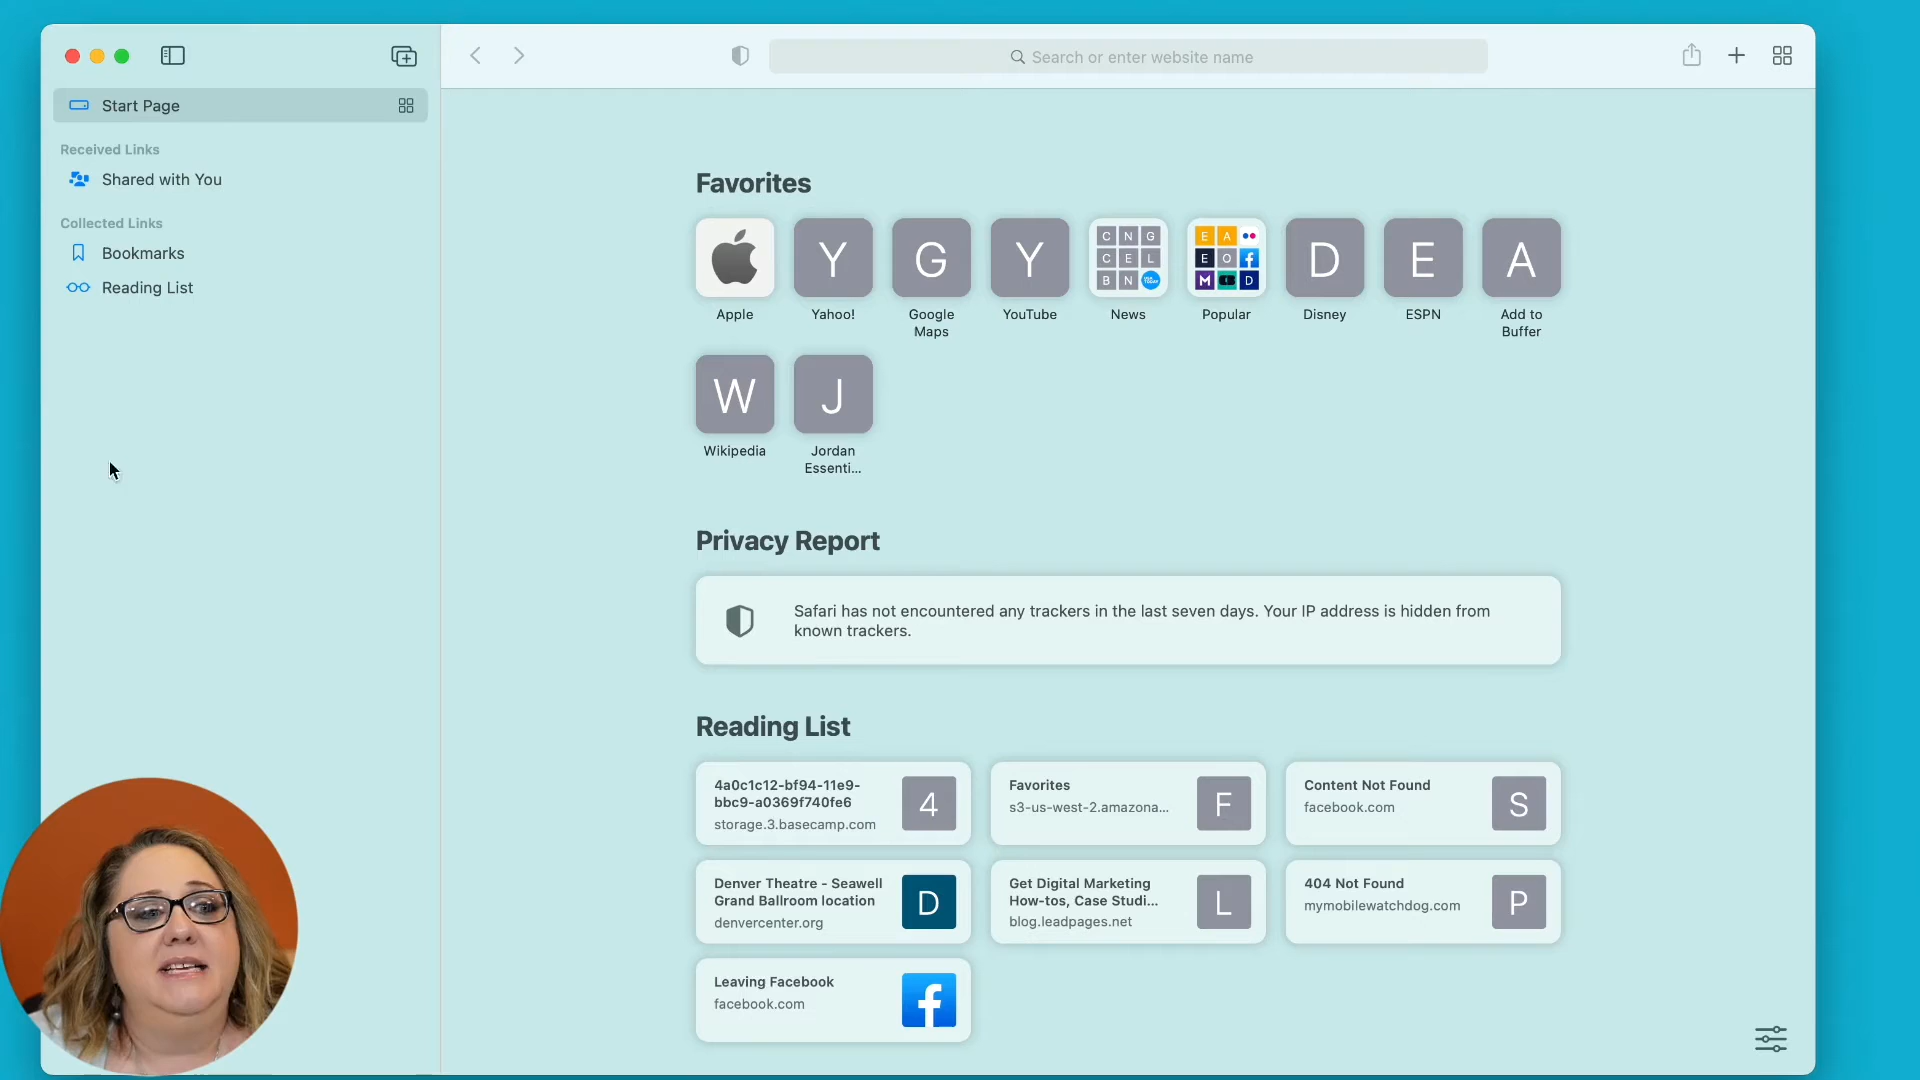 Search or enter website name
Start Page
Received Links
Shared with You
Collected Links
Bookmarks
Reading List
Favorites
Y
G
Y
C N G
C E L
B N
E A
E O f
M D
D
E
A
Apple
Yahoo!
Google
Maps
YouTube
News
Popular
Disney
ESPN
Add to
Buffer
W
J
Wikipedia
Jordan
Essenti...
Privacy Report
Safari has not encountered any trackers in the last seven days. Your IP address is hidden from
known trackers.
Reading List
4a0c1c12-bf94-11e9-
bbc9-a0369f740fe6
storage.3.basecamp.com
4
Favorites
s3-us-west-2.amazona...
F
Content Not Found
facebook.com
S
Denver Theatre - Seawell
Grand Ballroom location
denvercenter.org
D
Get Digital Marketing
How-tos, Case Studi...
blog.leadpages.net
L
404 Not Found
mymobilewatchdog.com
P
Leaving Facebook
facebook.com
f